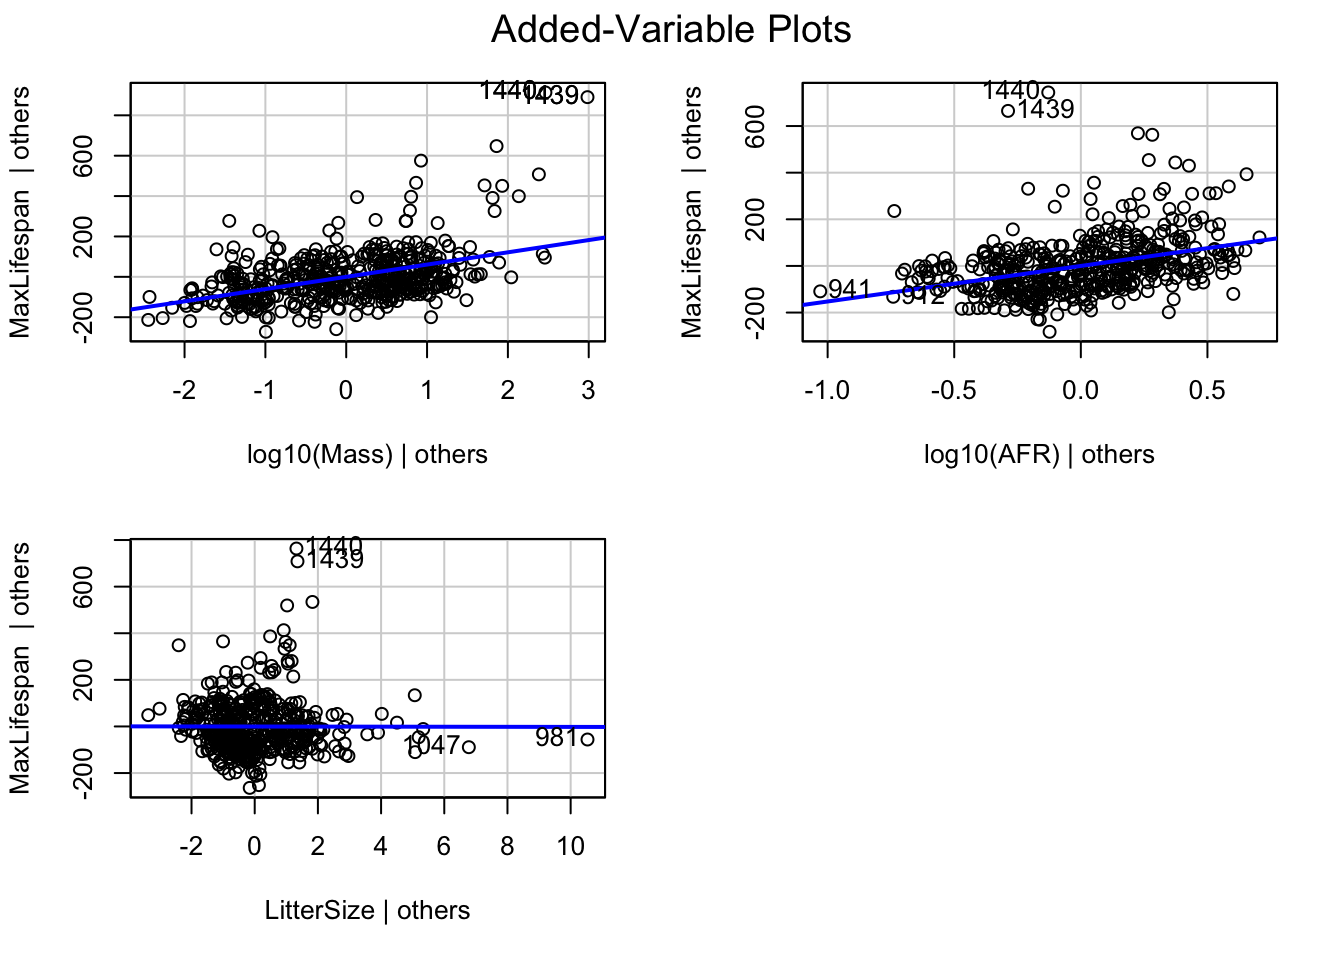 Added-Variable Plots
MaxLifespan | others
-200 200 600
1440
1439
-2 -1 0 1 2 3
log10(Mass) | others
MaxLifespan | others
-200 200 600
1440
1439
941
912
-1.0 -0.5 0.0 0.5
log10(AFR) | others
MaxLifespan | others
-200 200 600
1440
1439
1047
981
-2 0 2 4 6 8 10
LitterSize | others